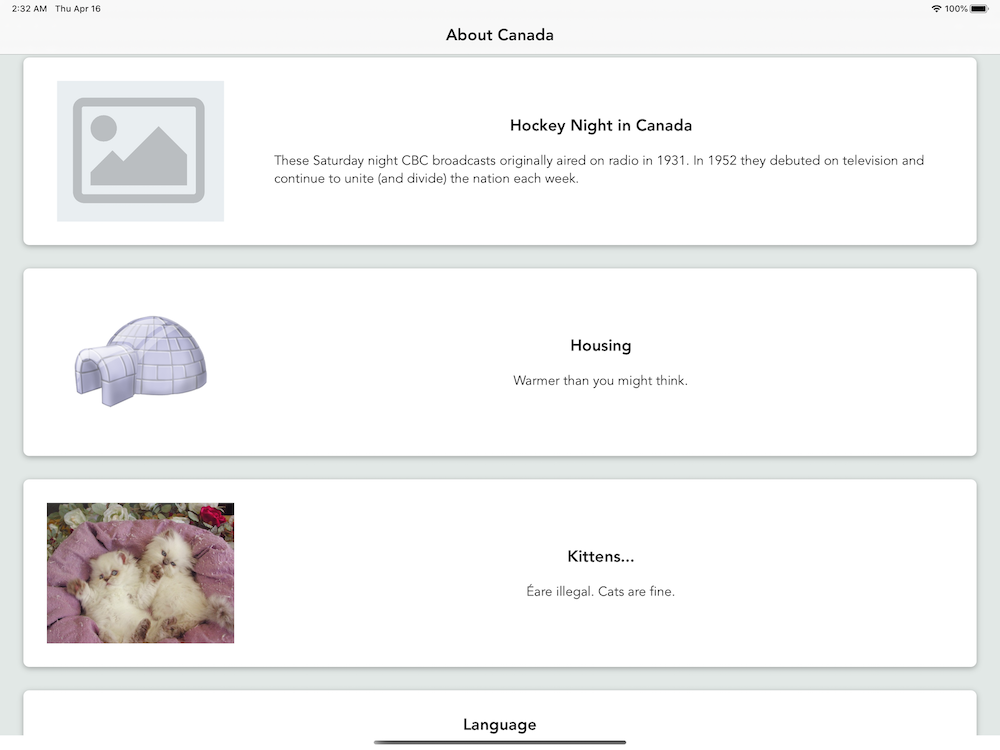 2:32 AM Thu Apr 16
100%
About Canada
Hockey Night in Canada
These Saturday night CBC broadcasts originally aired on radio in 1931. In 1952 they debuted on television and
continue to unite (and divide) the nation each week.
Housing
Warmer than you might think.
Kittens...
Éare illegal. Cats are fine.
Language